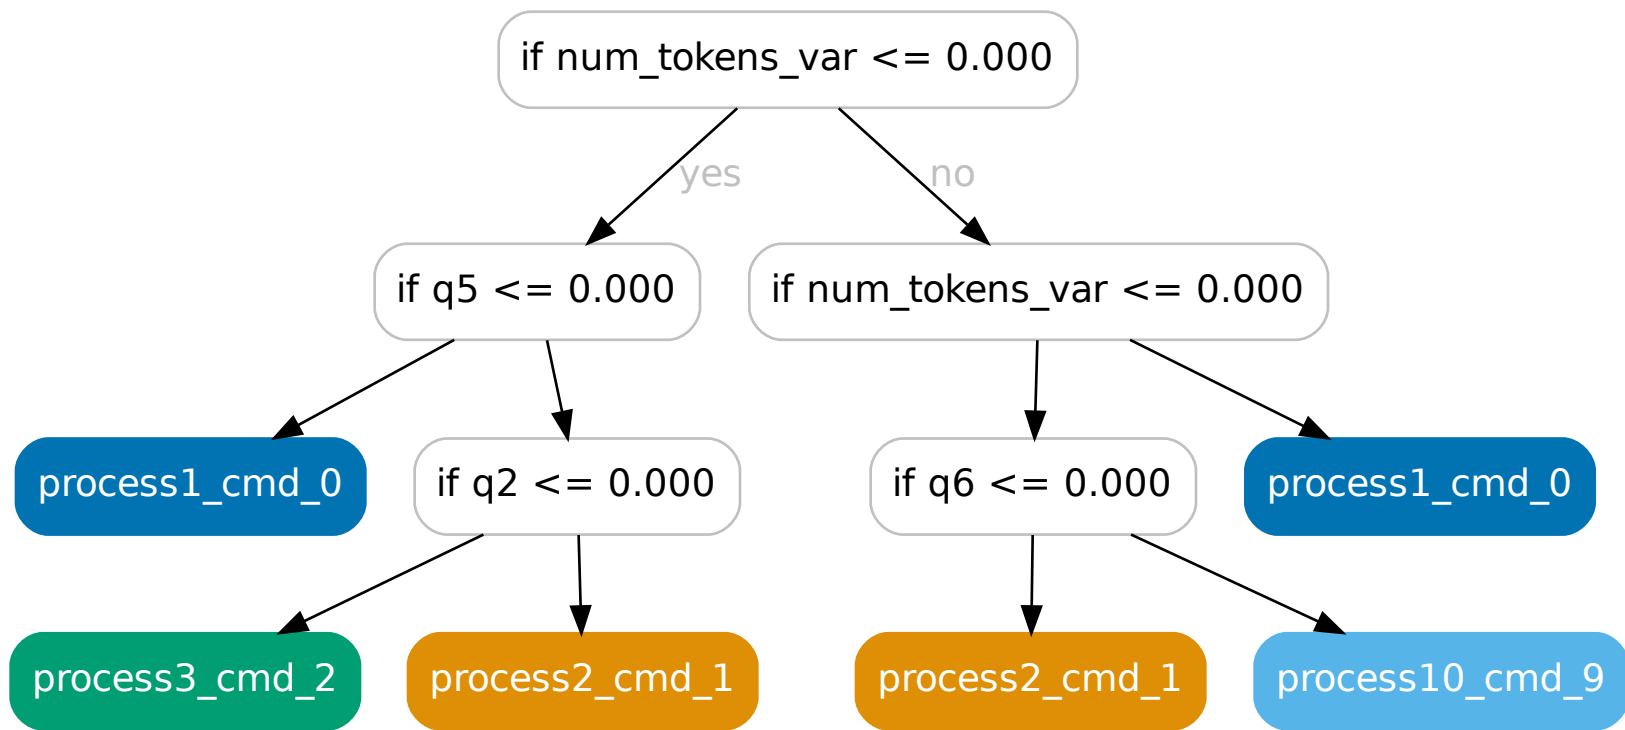 if num_tokens_var <= 0.000
yes
no
if q5 <= 0.000
if num_tokens_var <= 0.000
process1_cmd_0
if q2 <= 0.000
if q6 <= 0.000
process1_cmd_0
process3_cmd_2
process2_cmd_1
process2_cmd_1
process10_cmd_9